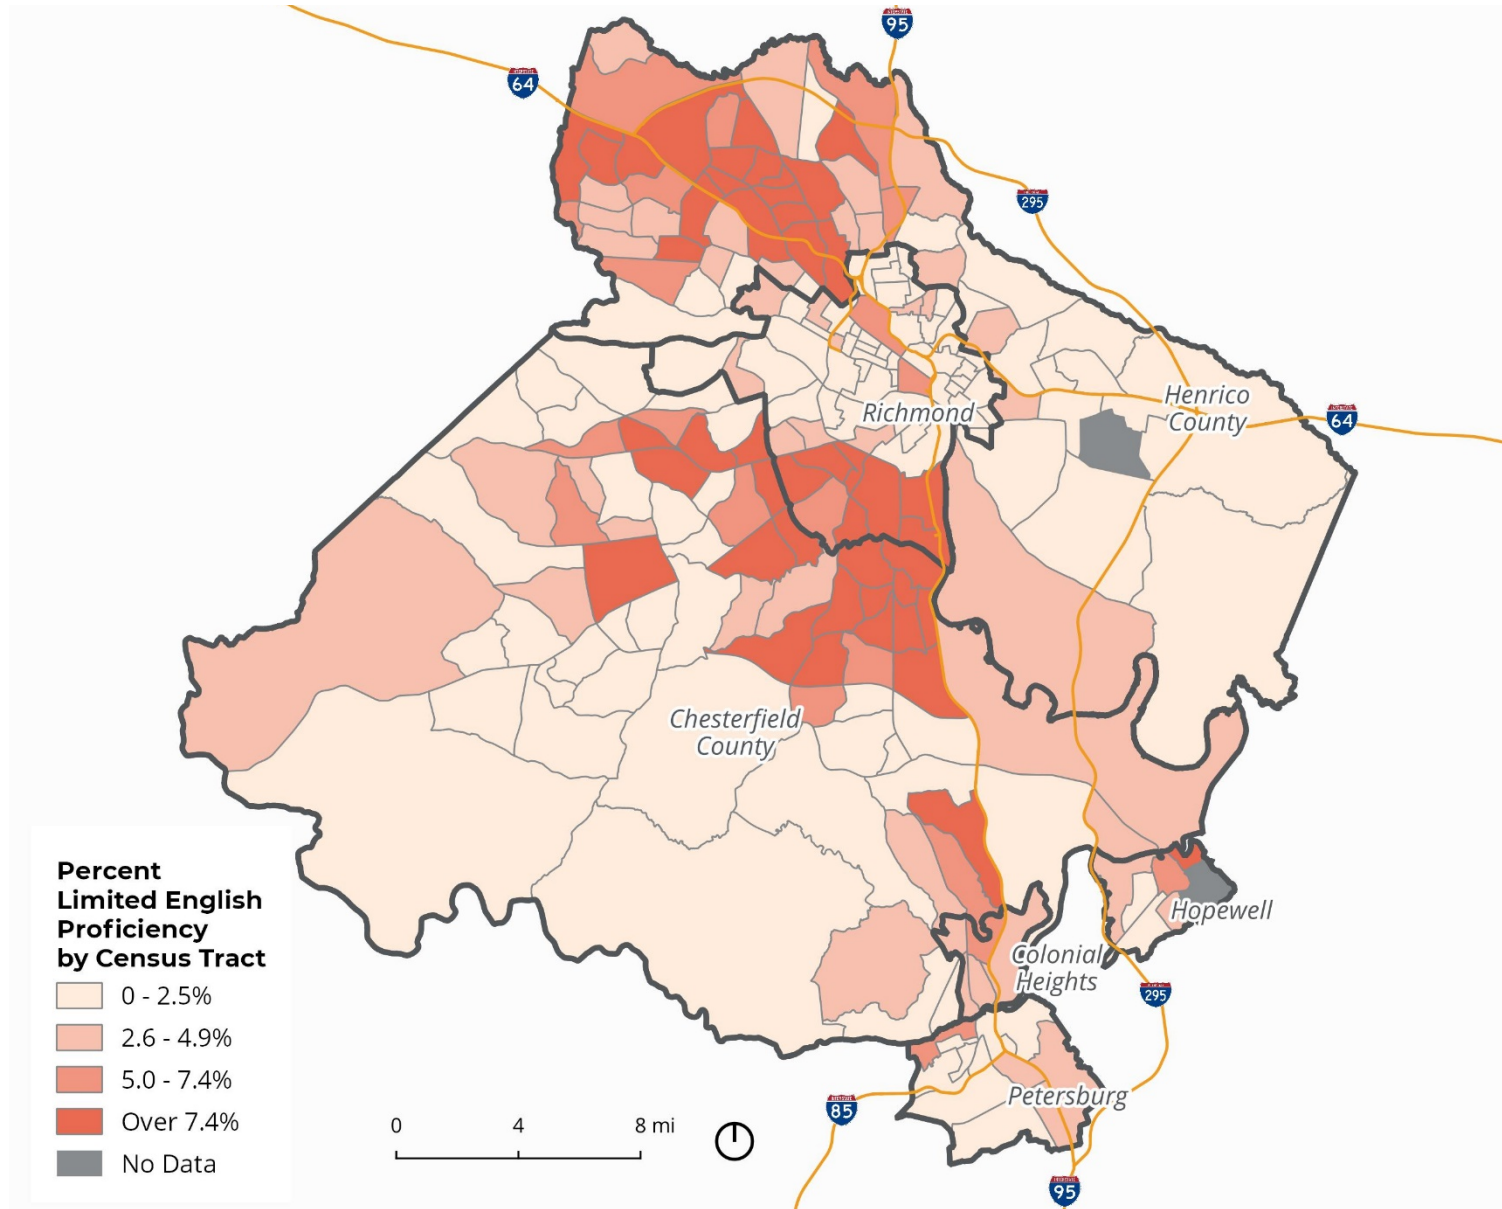 95
64
295
Henrico
County
64
Richmond
Chesterfield
County
Hopewell
Colonial
Heights
295
Petersburg
85
95
Percent
Limited English
Proficiency
by Census Tract
0 - 2.5%
2.6 - 4.9%
5.0 - 7.4%
Over 7.4%
No Data
0 4 8 mi